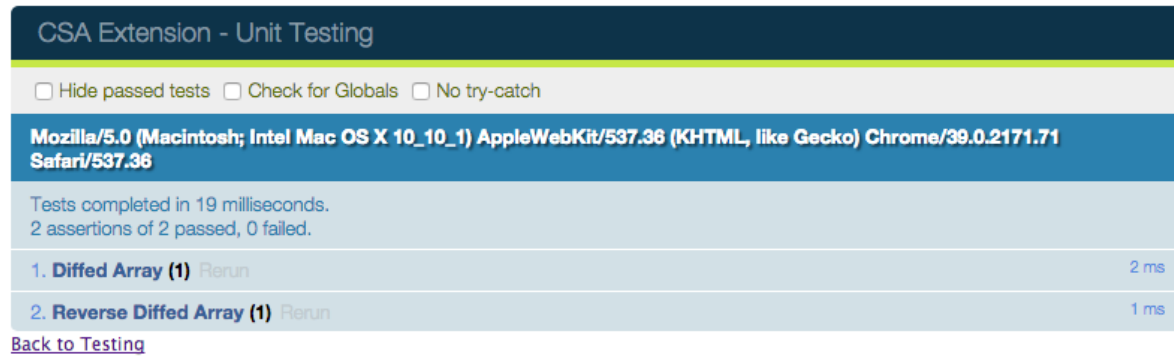 CSA Extension - Unit Testing
Hide passed tests Check for Globals No try-catch
Mozilla/5.0 (Macintosh; Intel Mac OS X 10_10_1) AppleWebKit/537.36 (KHTML, like Gecko) Chrome/39.0.2171.71
Safari/537.36
Tests completed in 19 milliseconds.
2 assertions of 2 passed, 0 failed.
1. Diffed Array (1) Rerun 2 ms
2. Reverse Diffed Array (1) Rerun 1 ms
Back to Testing